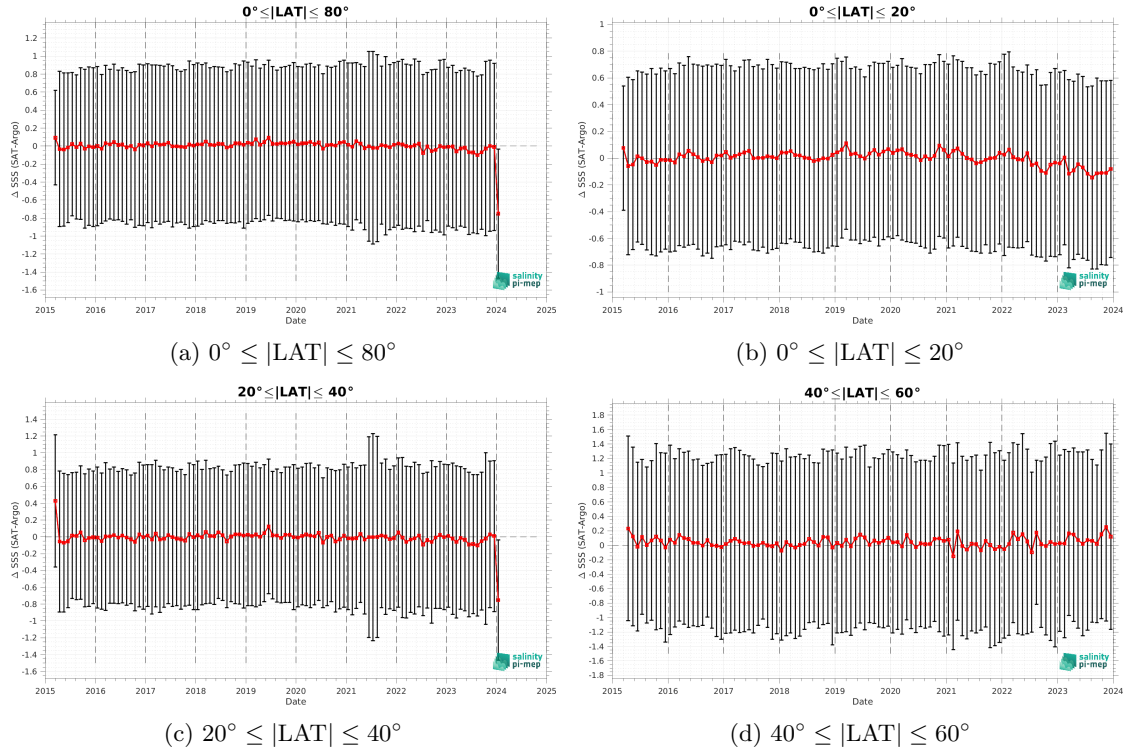 0°≤|LAT|≤ 80°
Δ SSS (SAT-Argo)
1.2
1
0.8
0.6
0.4
0.2
0
-0.2
-0.4
-0.6
-0.8
-1
-1.2
-1.4
-1.6
2015 2016 2017 2018 2019 2020 2021 2022 2023 2024 2025
Date
salinity
pi-mep
(a) 0° ≤ |LAT| ≤ 80°
0°≤|LAT|≤ 20°
Δ SSS (SAT-Argo)
1
0.8
0.6
0.4
0.2
0
-0.2
-0.4
-0.6
-0.8
-1
2015 2016 2017 2018 2019 2020 2021 2022 2023 2024
Date
salinity
pi-mep
(b) 0° ≤ |LAT| ≤ 20°
20°≤|LAT|≤ 40°
Δ SSS (SAT-Argo)
1.4
1.2
1
0.8
0.6
0.4
0.2
0
-0.2
-0.4
-0.6
-0.8
-1
-1.2
-1.4
-1.6
2015 2016 2017 2018 2019 2020 2021 2022 2023 2024 2025
Date
salinity
pi-mep
(c) 20° ≤ |LAT| ≤ 40°
40°≤|LAT|≤ 60°
Δ SSS (SAT-Argo)
1.8
1.6
1.4
1.2
1
0.8
0.6
0.4
0.2
0
-0.2
-0.4
-0.6
-0.8
-1
-1.2
-1.4
-1.6
-1.8
2015 2016 2017 2018 2019 2020 2021 2022 2023 2024
Date
salinity
pi-mep
(d) 40° ≤ |LAT| ≤ 60°